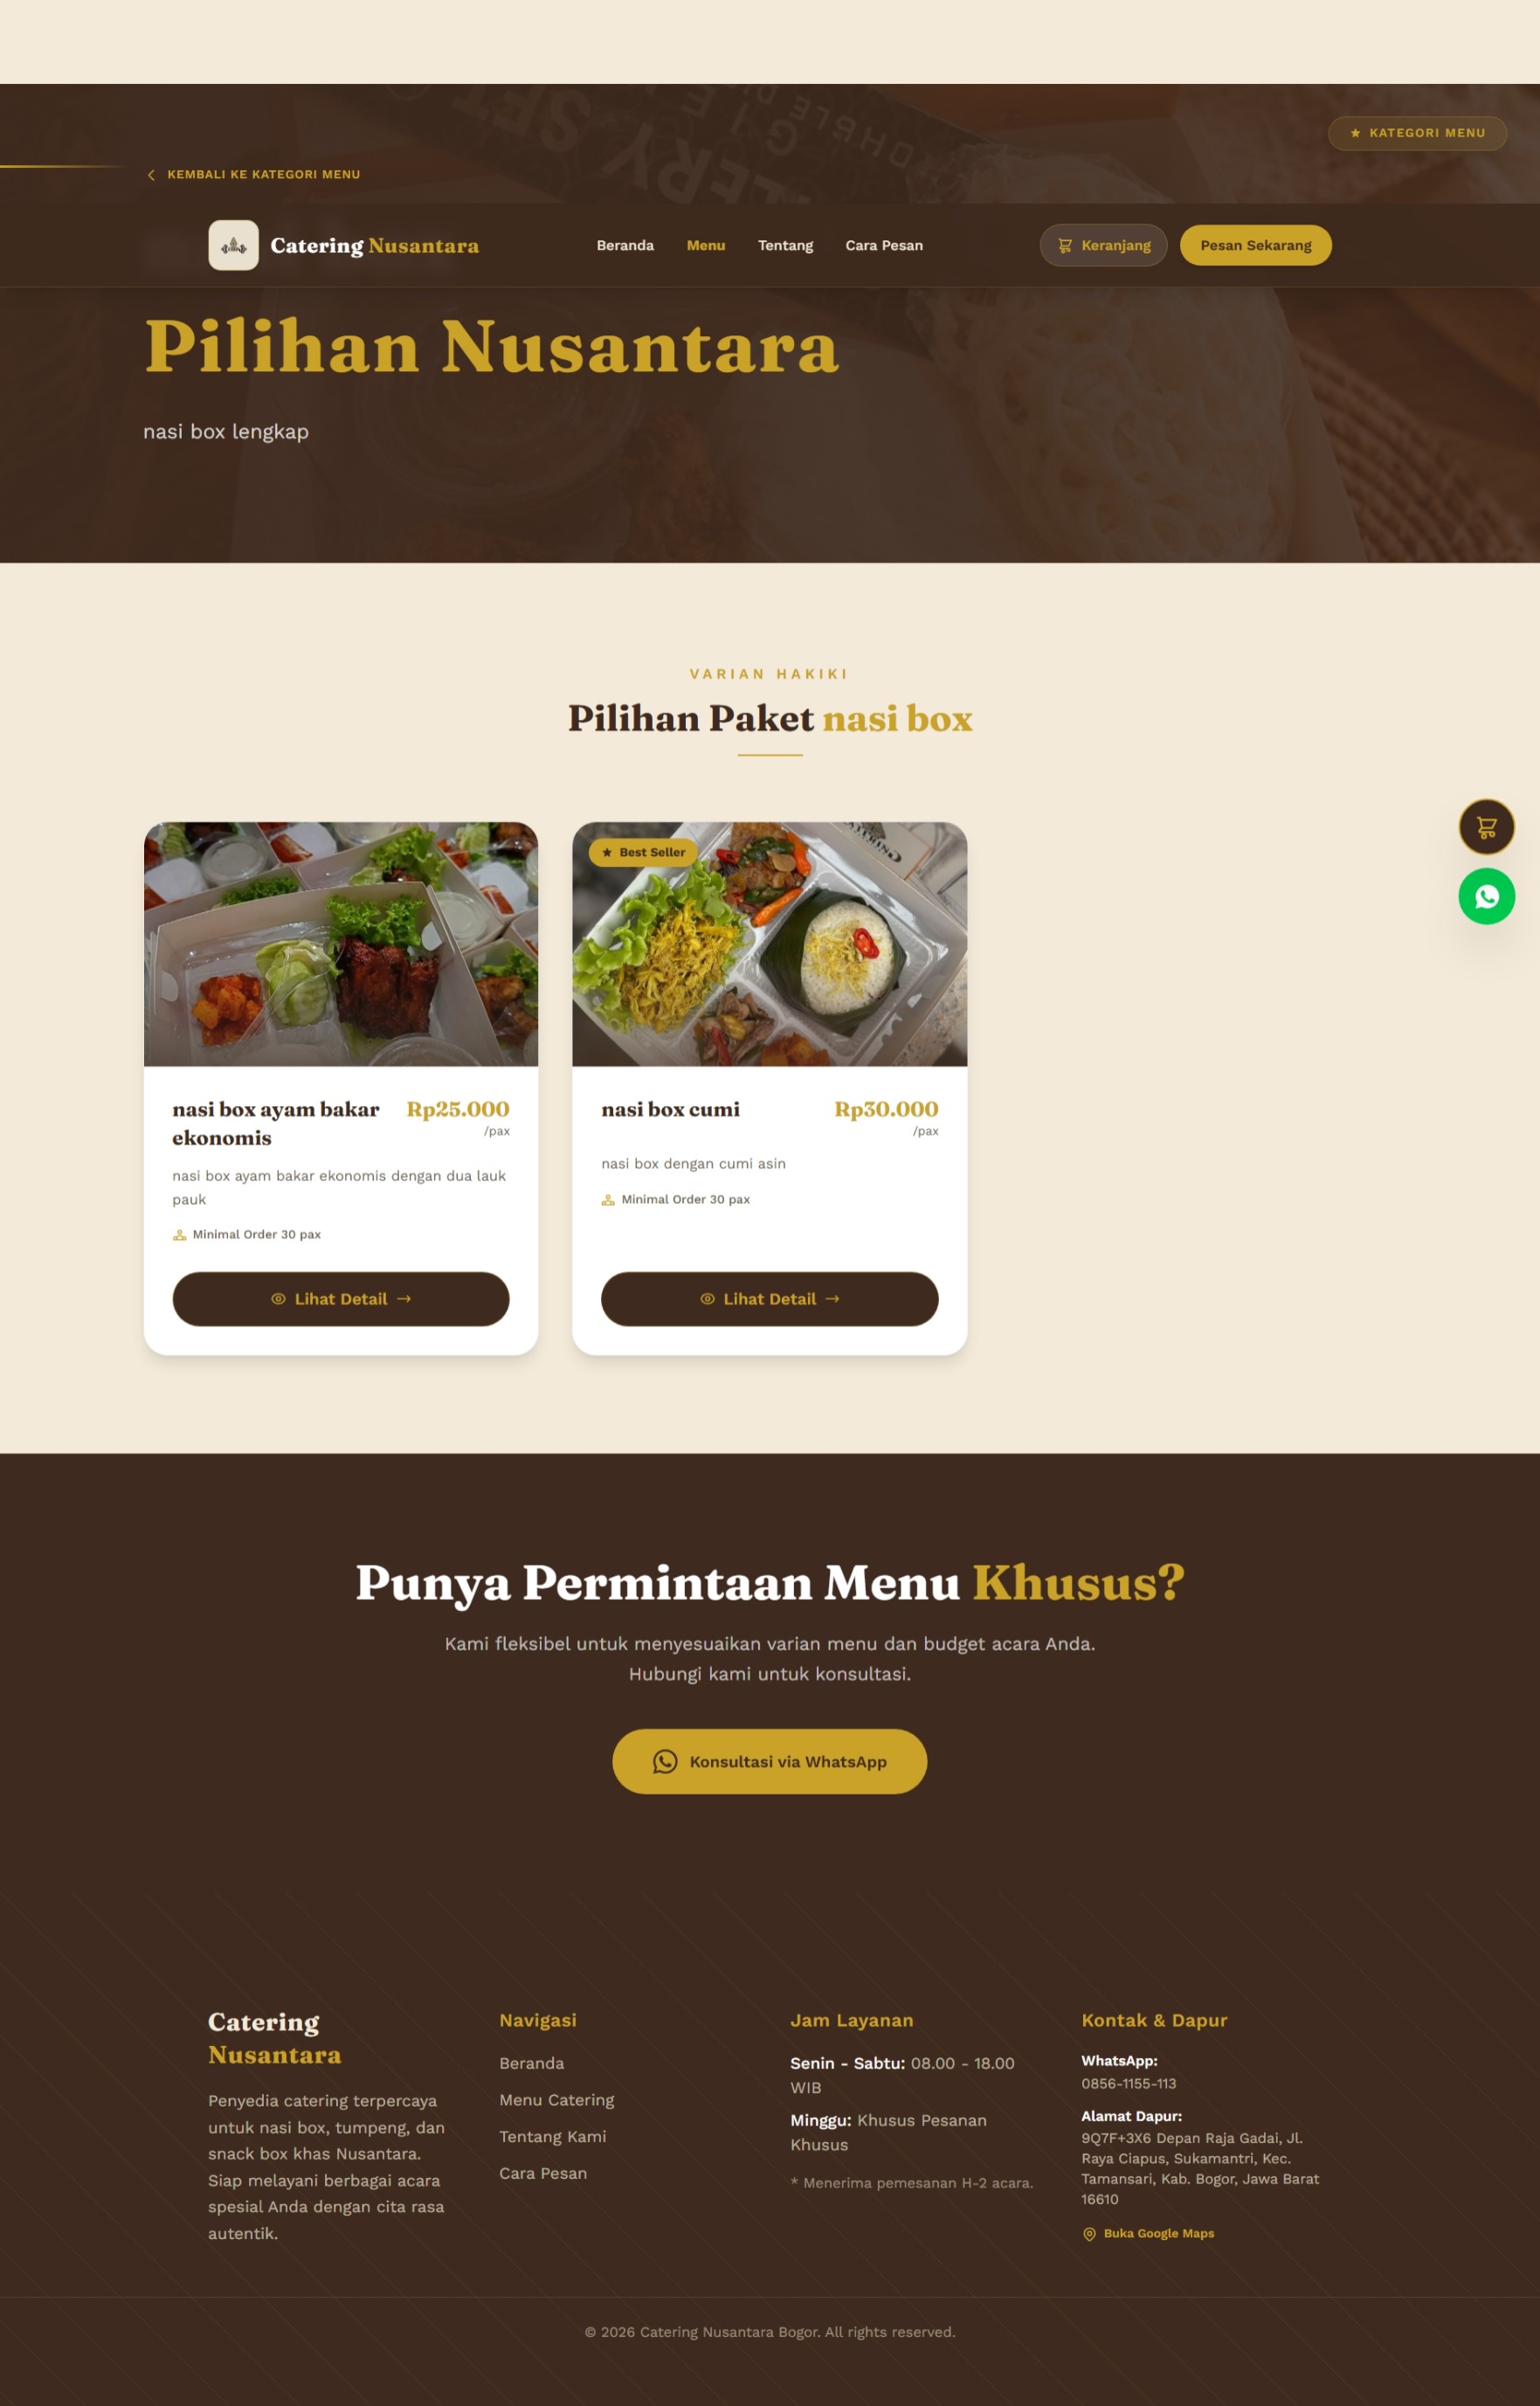 KATEGORI MENU
KEMBALI KE KATEGORI MENU
Catering Nusantara
Beranda
Menu
Tentang
Cara Pesan
Keranjang
Pesan Sekarang
Pilihan Nusantara
nasi box lengkap
VARIAN HAKIKI
Pilihan Paket nasi box
nasi box ayam bakar
ekonomis
Rp25.000
/pax
nasi box ayam bakar ekonomis dengan dua lauk
pauk
Minimal Order 30 pax
Lihat Detail →
Best Seller
nasi box cumi
Rp30.000
/pax
nasi box dengan cumi asin
Minimal Order 30 pax
Lihat Detail →
Punya Permintaan Menu Khusus?
Kami fleksibel untuk menyesuaikan varian menu dan budget acara Anda.
Hubungi kami untuk konsultasi.
Konsultasi via WhatsApp
Catering
Nusantara
Penyedia catering terpercaya
untuk nasi box, tumpeng, dan
snack box khas Nusantara.
Siap melayani berbagai acara
spesial Anda dengan cita rasa
autentik.
Navigasi
Beranda
Menu Catering
Tentang Kami
Cara Pesan
Jam Layanan
Senin - Sabtu: 08.00 - 18.00
WIB
Minggu: Khusus Pesanan
Khusus
* Menerima pemesanan H-2 acara.
Kontak & Dapur
WhatsApp:
0856-1155-113
Alamat Dapur:
9Q7F+3X6 Depan Raja Gadai, Jl.
Raya Ciapus, Sukamantri, Kec.
Tamansari, Kab. Bogor, Jawa Barat
16610
Buka Google Maps
© 2026 Catering Nusantara Bogor. All rights reserved.